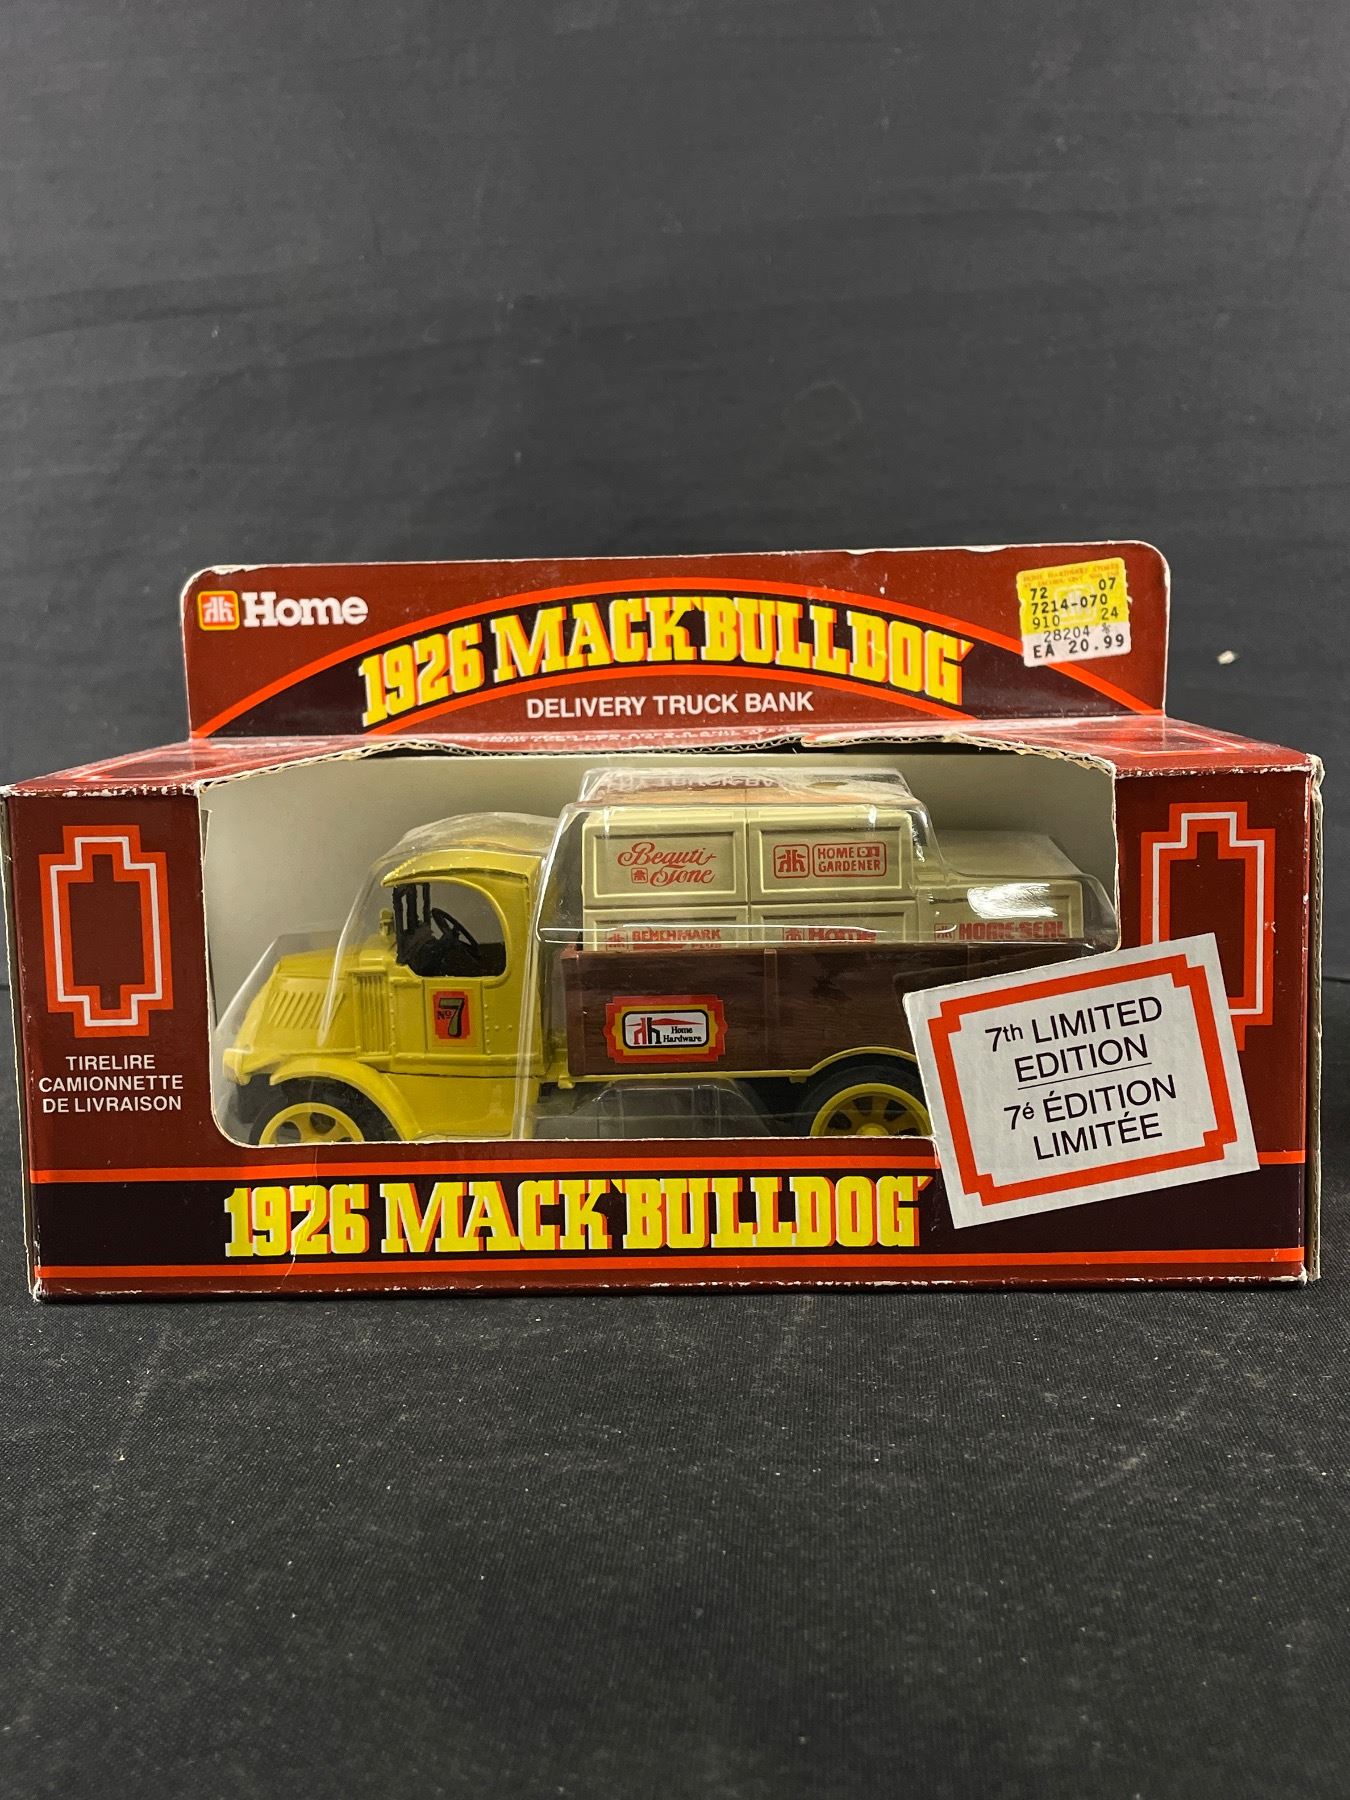 Home
1926 MACK BULLDOG
DELIVERY TRUCK BANK
72 07
7214-070
910 24
28204
EA 20.99
Beauti-
Tone
HOME ON
GARDENER
BENCHMARK
Home
HOME-SEAL
No 7
Home
Hardware
TIRELIRE
CAMIONNETTE
DE LIVRAISON
7th LIMITED
EDITION
7é ÉDITION
LIMITÉE
1926 MACK BULLDOG